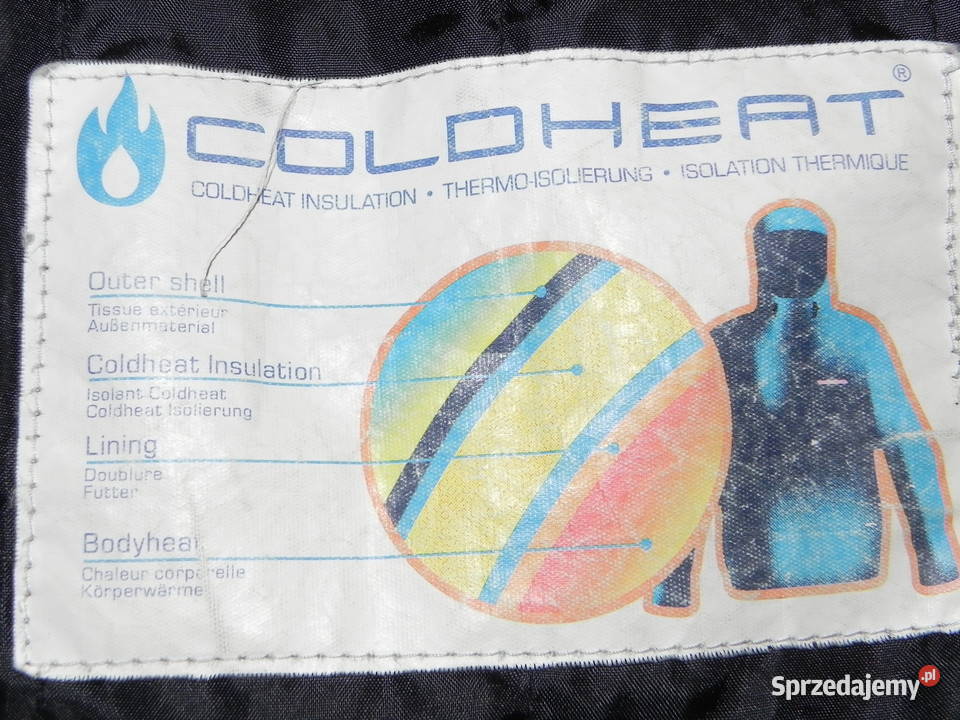 COLDHEAT®
COLDHEAT INSULATION • THERMO-ISOLIERUNG • ISOLATION THERMIQUE
Outer shell
Tissue extérieur
Außenmaterial
Coldheat Insulation
Isolant Coldheat
Coldheat Isolierung
Lining
Doublure
Futter
Bodyheat
Chaleur corporelle
Körperwärme
Sprzedajemy.pl